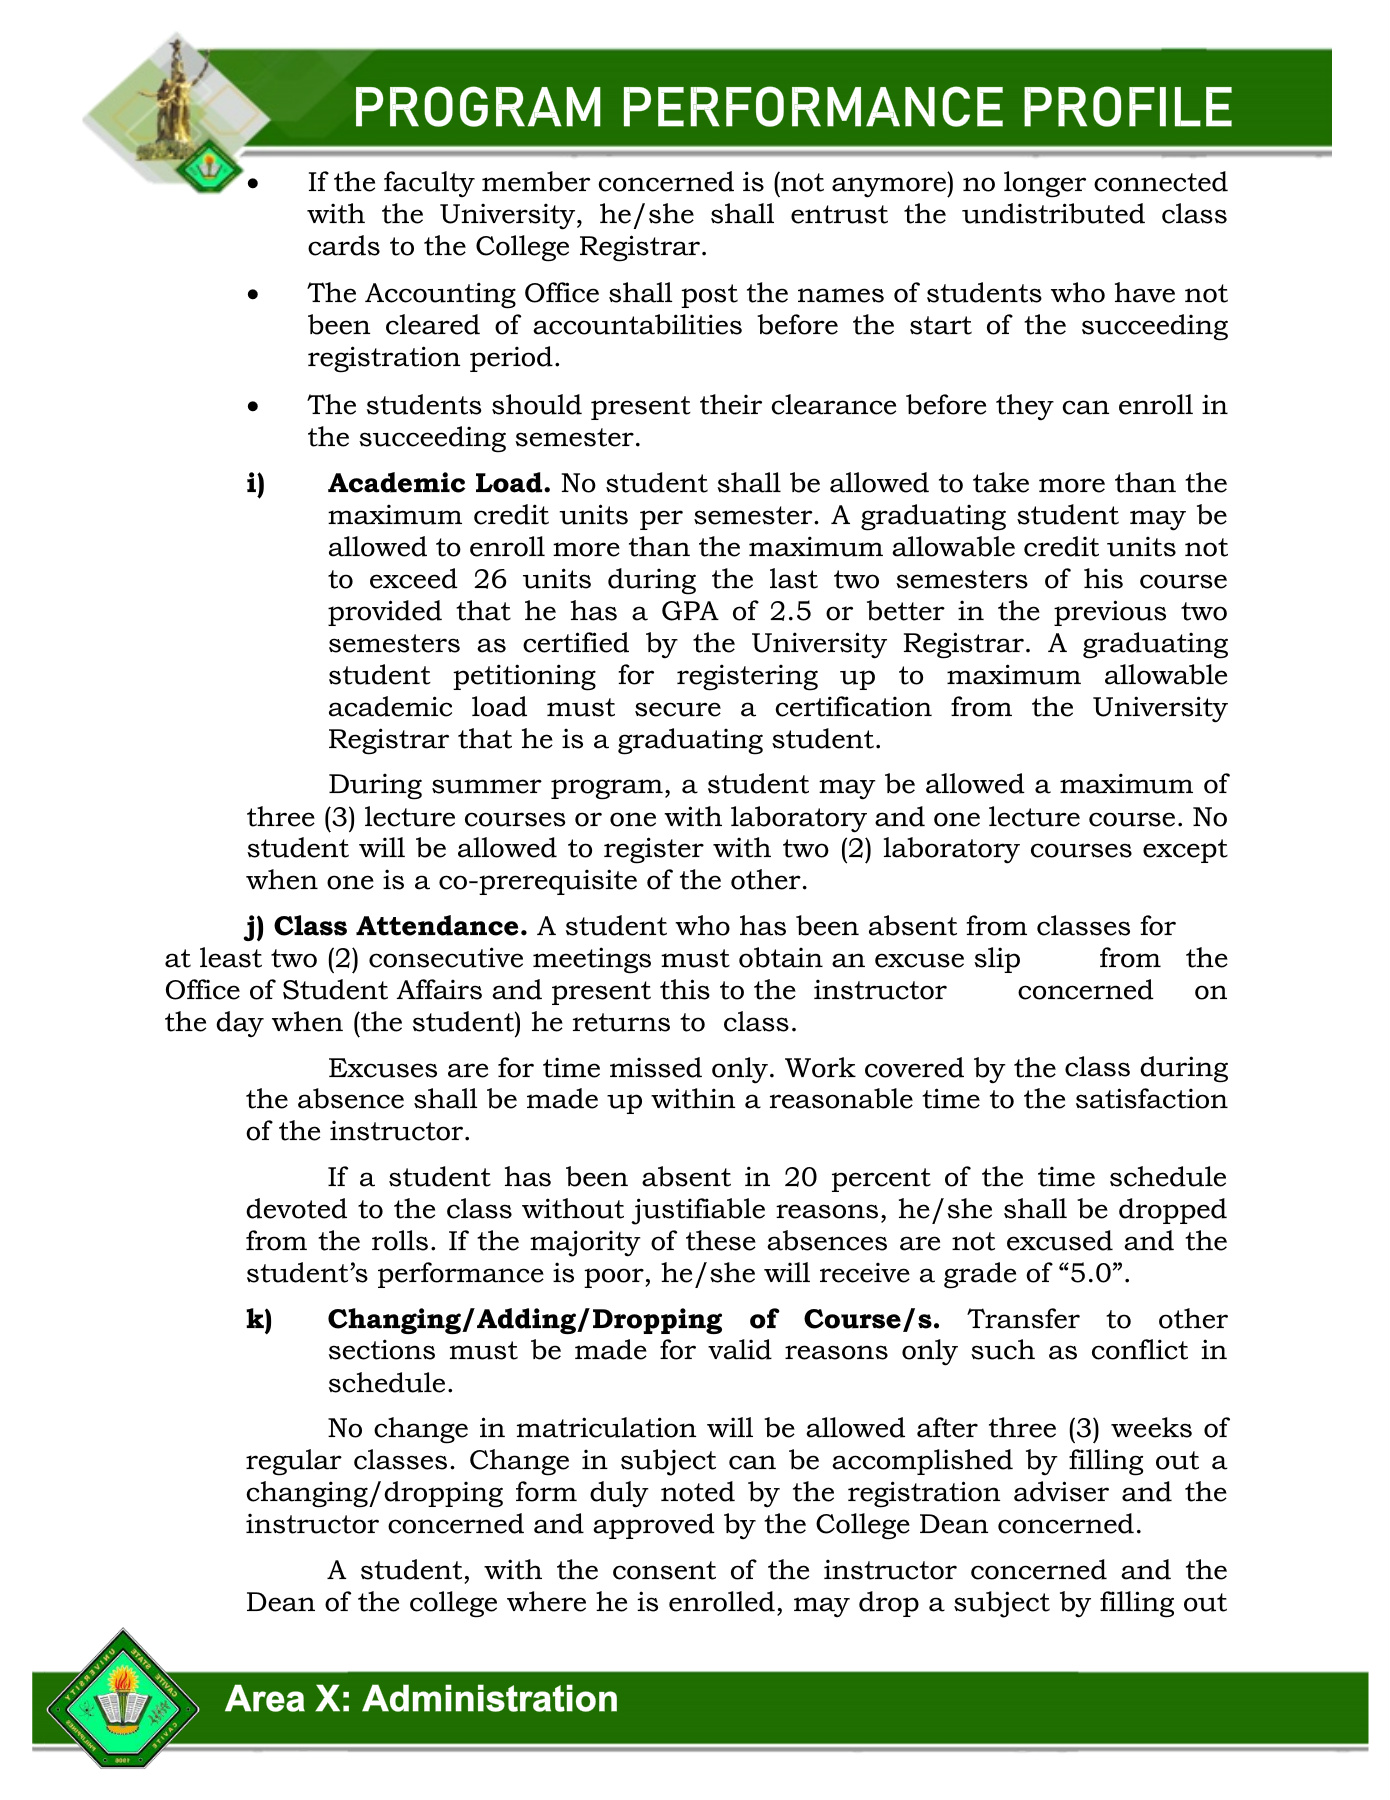 PROGRAM PERFORMANCE PROFILE
• If the faculty member concerned is (not anymore) no longer connected
with the University, he/she shall entrust the undistributed class
cards to the College Registrar.
• The Accounting Office shall post the names of students who have not
been cleared of accountabilities before the start of the succeeding
registration period.
• The students should present their clearance before they can enroll in
the succeeding semester.
i) Academic Load. No student shall be allowed to take more than the
maximum credit units per semester. A graduating student may be
allowed to enroll more than the maximum allowable credit units not
to exceed 26 units during the last two semesters of his course
provided that he has a GPA of 2.5 or better in the previous two
semesters as certified by the University Registrar. A graduating
student petitioning for registering up to maximum allowable
academic load must secure a certification from the University
Registrar that he is a graduating student.
During summer program, a student may be allowed a maximum of
three (3) lecture courses or one with laboratory and one lecture course. No
student will be allowed to register with two (2) laboratory courses except
when one is a co-prerequisite of the other.
j) Class Attendance. A student who has been absent from classes for
at least two (2) consecutive meetings must obtain an excuse slip from the
Office of Student Affairs and present this to the instructor concerned on
the day when (the student) he returns to class.
Excuses are for time missed only. Work covered by the class during
the absence shall be made up within a reasonable time to the satisfaction
of the instructor.
If a student has been absent in 20 percent of the time schedule
devoted to the class without justifiable reasons, he/she shall be dropped
from the rolls. If the majority of these absences are not excused and the
student’s performance is poor, he/she will receive a grade of “5.0”.
k) Changing/Adding/Dropping of Course/s. Transfer to other
sections must be made for valid reasons only such as conflict in
schedule.
No change in matriculation will be allowed after three (3) weeks of
regular classes. Change in subject can be accomplished by filling out a
changing/dropping form duly noted by the registration adviser and the
instructor concerned and approved by the College Dean concerned.
A student, with the consent of the instructor concerned and the
Dean of the college where he is enrolled, may drop a subject by filling out
CAVITE STATE UNIVERSITY
CAVITE
PHILIPPINES
1906
Area X: Administration